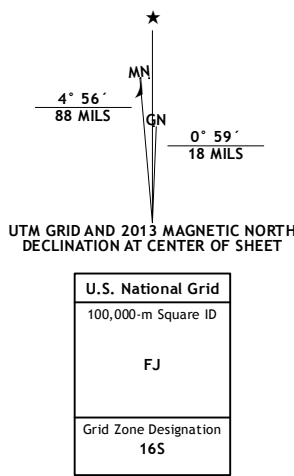 ★
MN
4° 56´
88 MILS
GN
0° 59´
18 MILS
UTM GRID AND 2013 MAGNETIC NORTH
DECLINATION AT CENTER OF SHEET
U.S. National Grid
100,000-m Square ID
FJ
Grid Zone Designation
16S